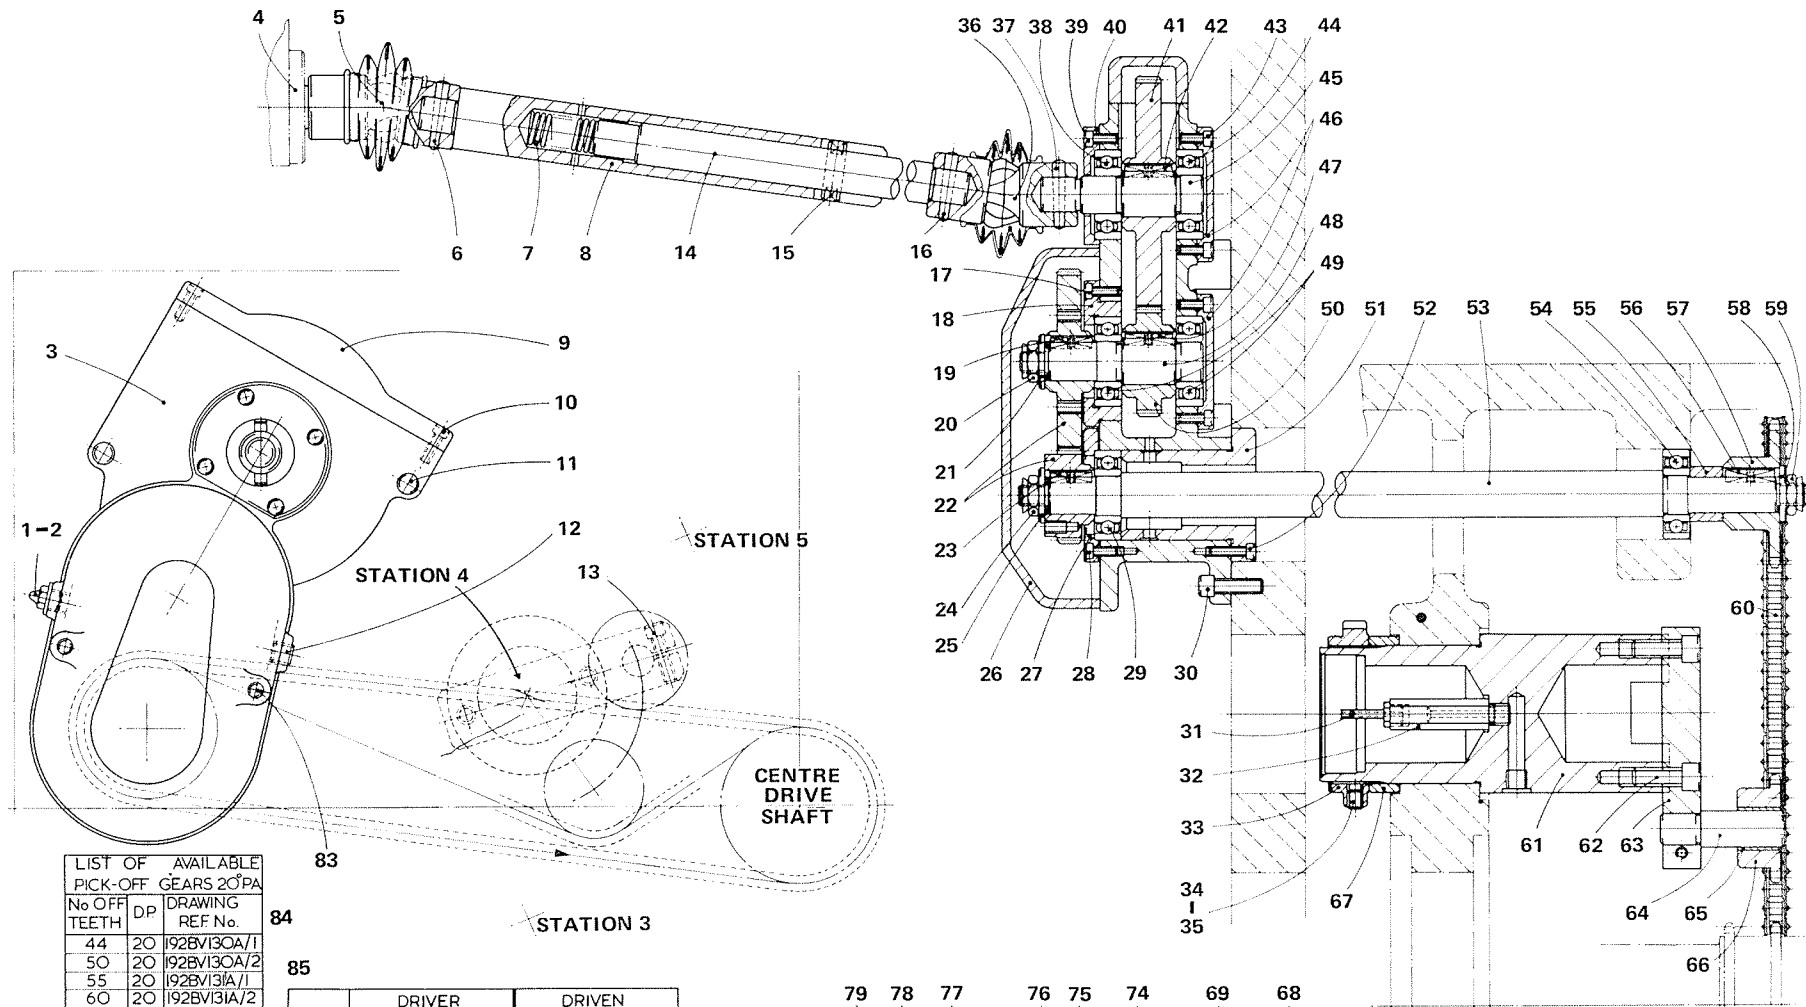 4 5 36 37 38 39 40 41 42 43 44
45
46
47
6 7 8 14 15 16
48
17
49
18
50 51 52 53 54 55 56 57 58 59
3
9
19
10
20
11
21
22
1-2
12
STATION 5
23
STATION 4
13
24
60
25
26 27 28 29 30
31
CENTRE
DRIVE
SHAFT
32
33
61 62 63
83
34
I
35
67
64 65
66
LIST OF AVAILABLE
PICK-OFF GEARS 20°PA
No OFF TEETH D.P. DRAWING REF. No.
84
44 20 192BV130A/1
50 20 192BV130A/2
55 20 192BV131A/1
60 20 192BV131A/2
STATION 3
85
DRIVER DRIVEN
79 78 77 76 75 74 69 68